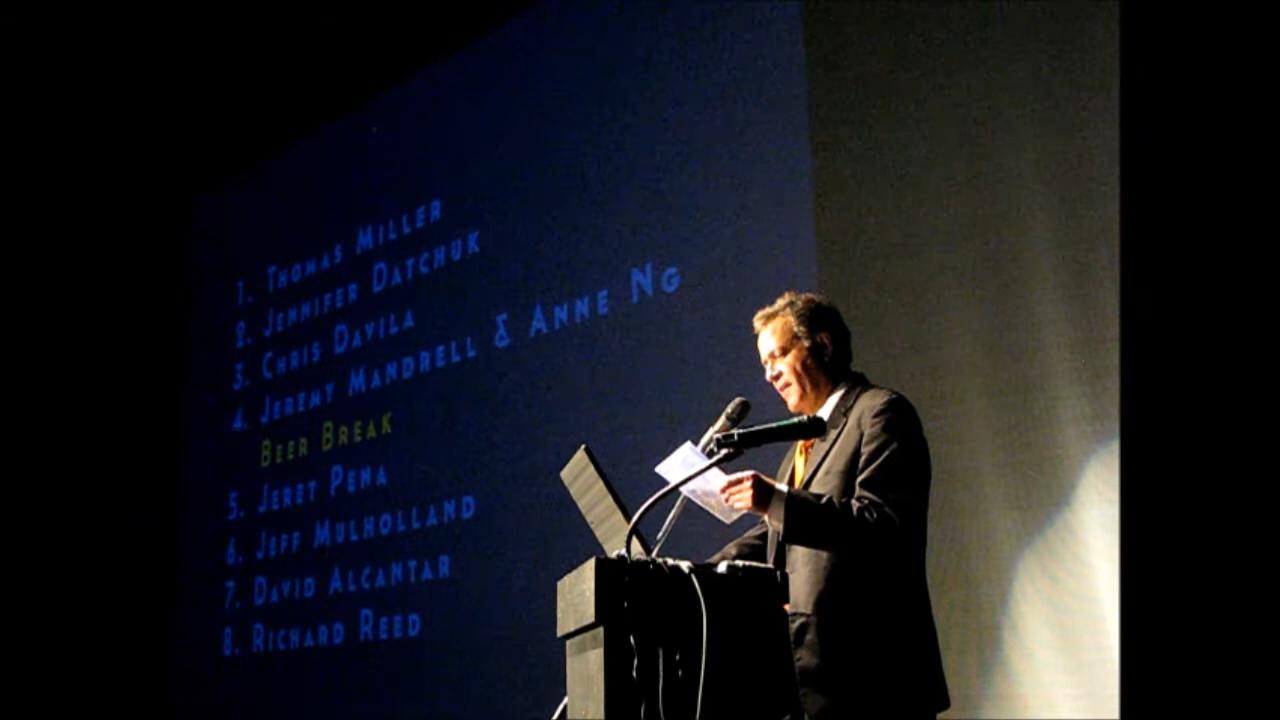 1. Thomas Miller
2. Jennifer Datchuk
3. Chris Davila
4. Jeremy Mandrell & Anne Ng
Beer Break
5. Jeret Pena
6. Jeff Mulholland
7. David Alcantar
8. Richard Reed